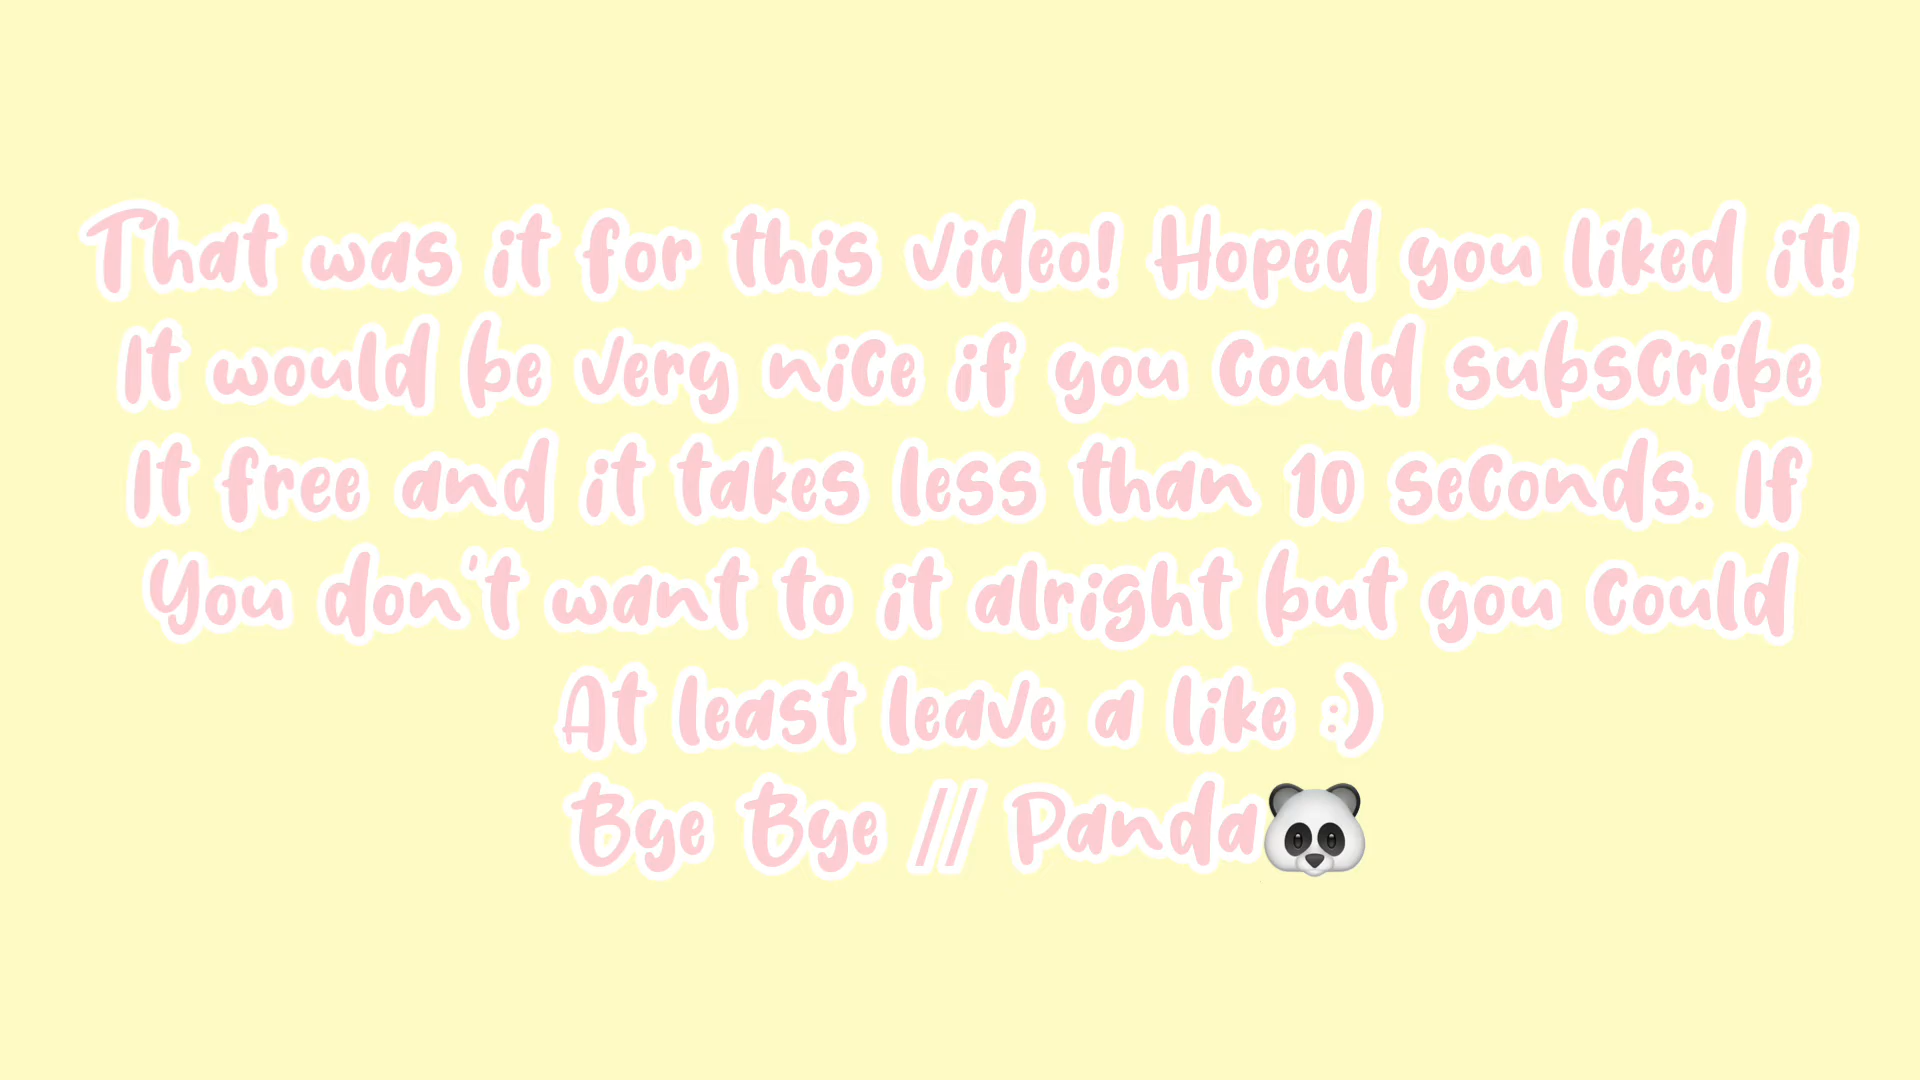 That was it for this video! Hoped you liked it!
It would be very nice if you could subscribe
It free and it takes less than 10 seconds. If
You don't want to it alright but you could
At least leave a like :)
Bye Bye // Panda🐼